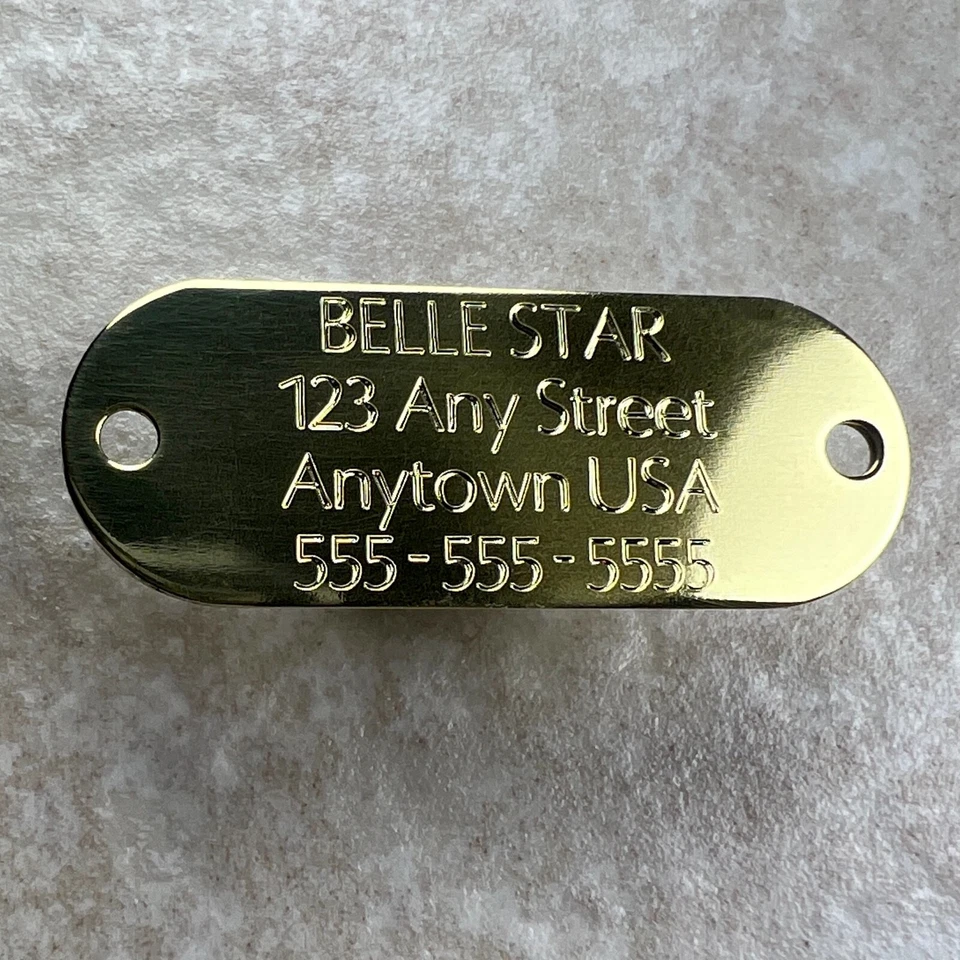 BELLE STAR
123 Any Street
Anytown USA
555-555-5555